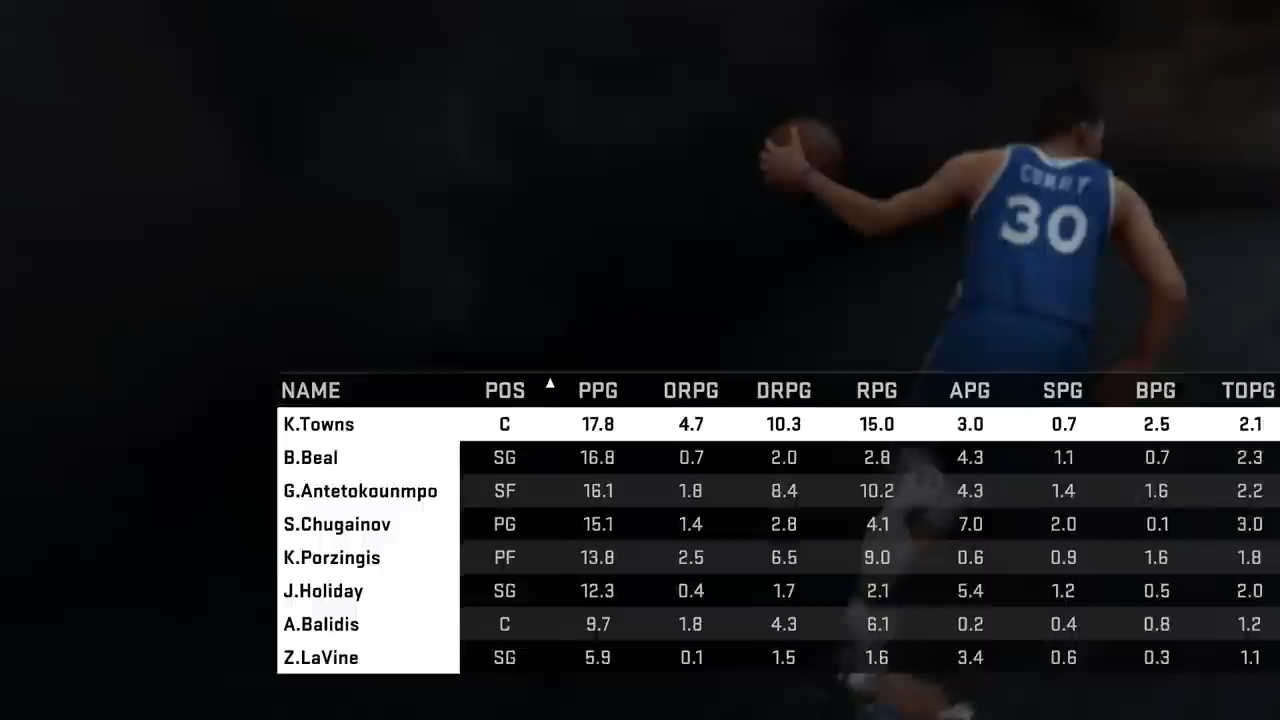 CURRY
30
NAME POS ▲ PPG ORPG DRPG RPG APG SPG BPG TOPG
K.Towns C 17.8 4.7 10.3 15.0 3.0 0.7 2.5 2.1
B.Beal SG 16.8 0.7 2.0 2.8 4.3 1.1 0.7 2.3
G.Antetokounmpo SF 16.1 1.8 8.4 10.2 4.3 1.4 1.6 2.2
S.Chugainov PG 15.1 1.4 2.8 4.1 7.0 2.0 0.1 3.0
K.Porzingis PF 13.8 2.5 6.5 9.0 0.6 0.9 1.6 1.8
J.Holiday SG 12.3 0.4 1.7 2.1 5.4 1.2 0.5 2.0
A.Balidis C 9.7 1.8 4.3 6.1 0.2 0.4 0.8 1.2
Z.LaVine SG 5.9 0.1 1.5 1.6 3.4 0.6 0.3 1.1